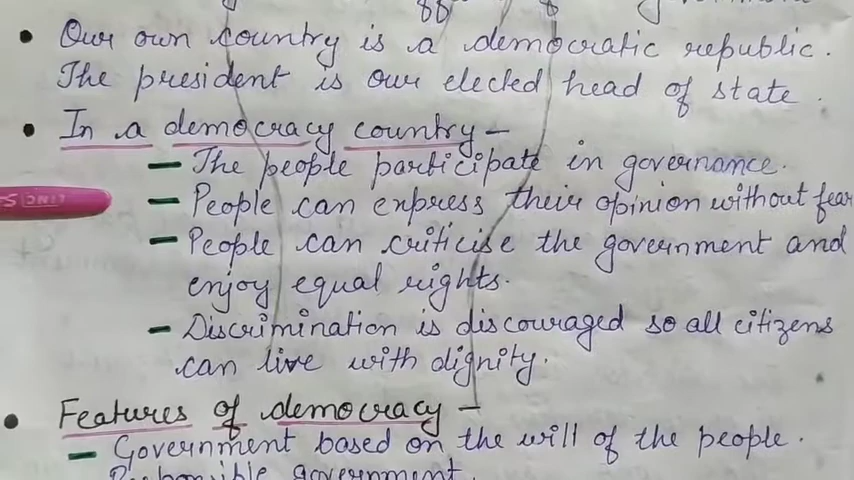 • Our own country is a democratic republic.
The president is our elected head of state.
• In a democracy country –
– The people participate in governance.
– People can express their opinion without fear
– People can criticise the government and
enjoy equal rights.
– Discrimination is discouraged so all citizens
can live with dignity.
• Features of democracy –
– Government based on the will of the people.
Responsible government.